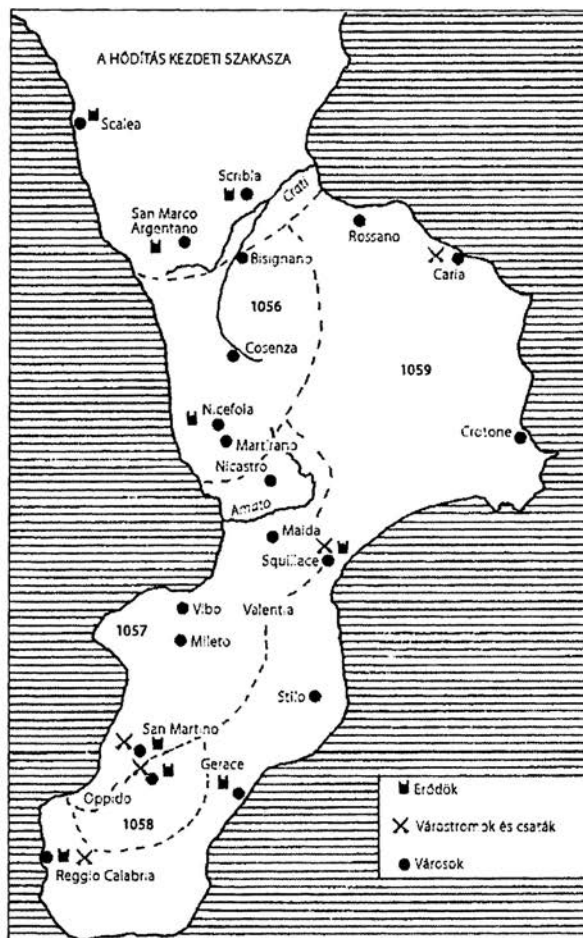 A HÓDÍTÁS KEZDETI SZAKASZA
Scalea
Scribla
Crati
San Marco
Argentano
Rossano
Bisignano
Caria
1056
1059
Cosenza
Nicefola
Martirano
Crotone
Nicastro
Amato
Maida
Squillace
Vibo
Valentia
1057
Mileto
Stilo
San Martino
Gerace
Oppido
1058
Reggio Calabria
Erődök
Várostromok és csaták
Városok